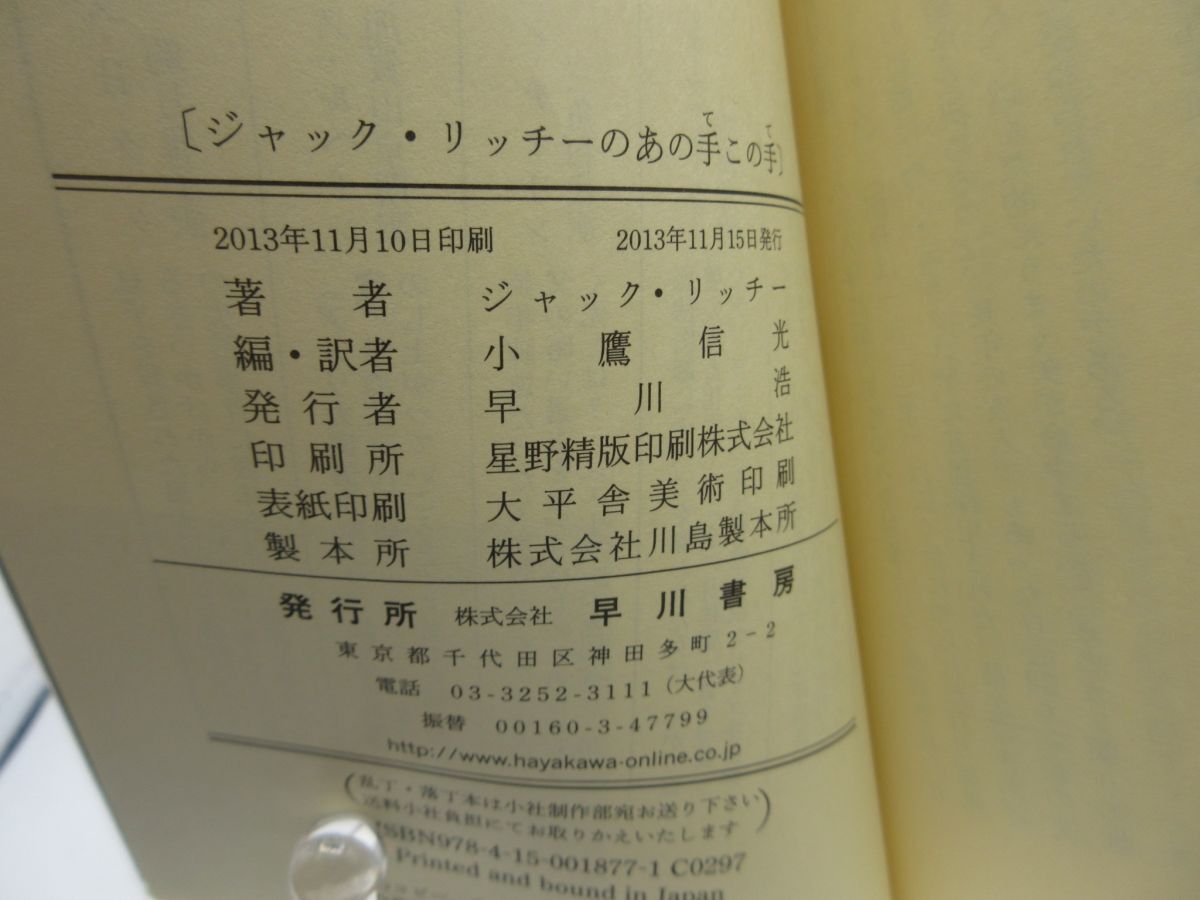 〔ジャック・リッチーのあの手この手〕
2013年11月10日印刷 2013年11月15日発行
著者 ジャック・リッチー
編・訳者 小鷹信光
発行者 早川浩
印刷所 星野精版印刷株式会社
表紙印刷 大平舎美術印刷
製本所 株式会社川島製本所
発行所 株式会社 早川書房
東京都千代田区神田多町2-2
電話 03-3252-3111(大代表)
振替 00160-3-47799
http://www.hayakawa-online.co.jp
(乱丁・落丁本は小社制作部宛お送り下さい
送料小社負担にてお取りかえいたします)
ISBN978-4-15-001877-1 C0297
Printed and bound in Japan